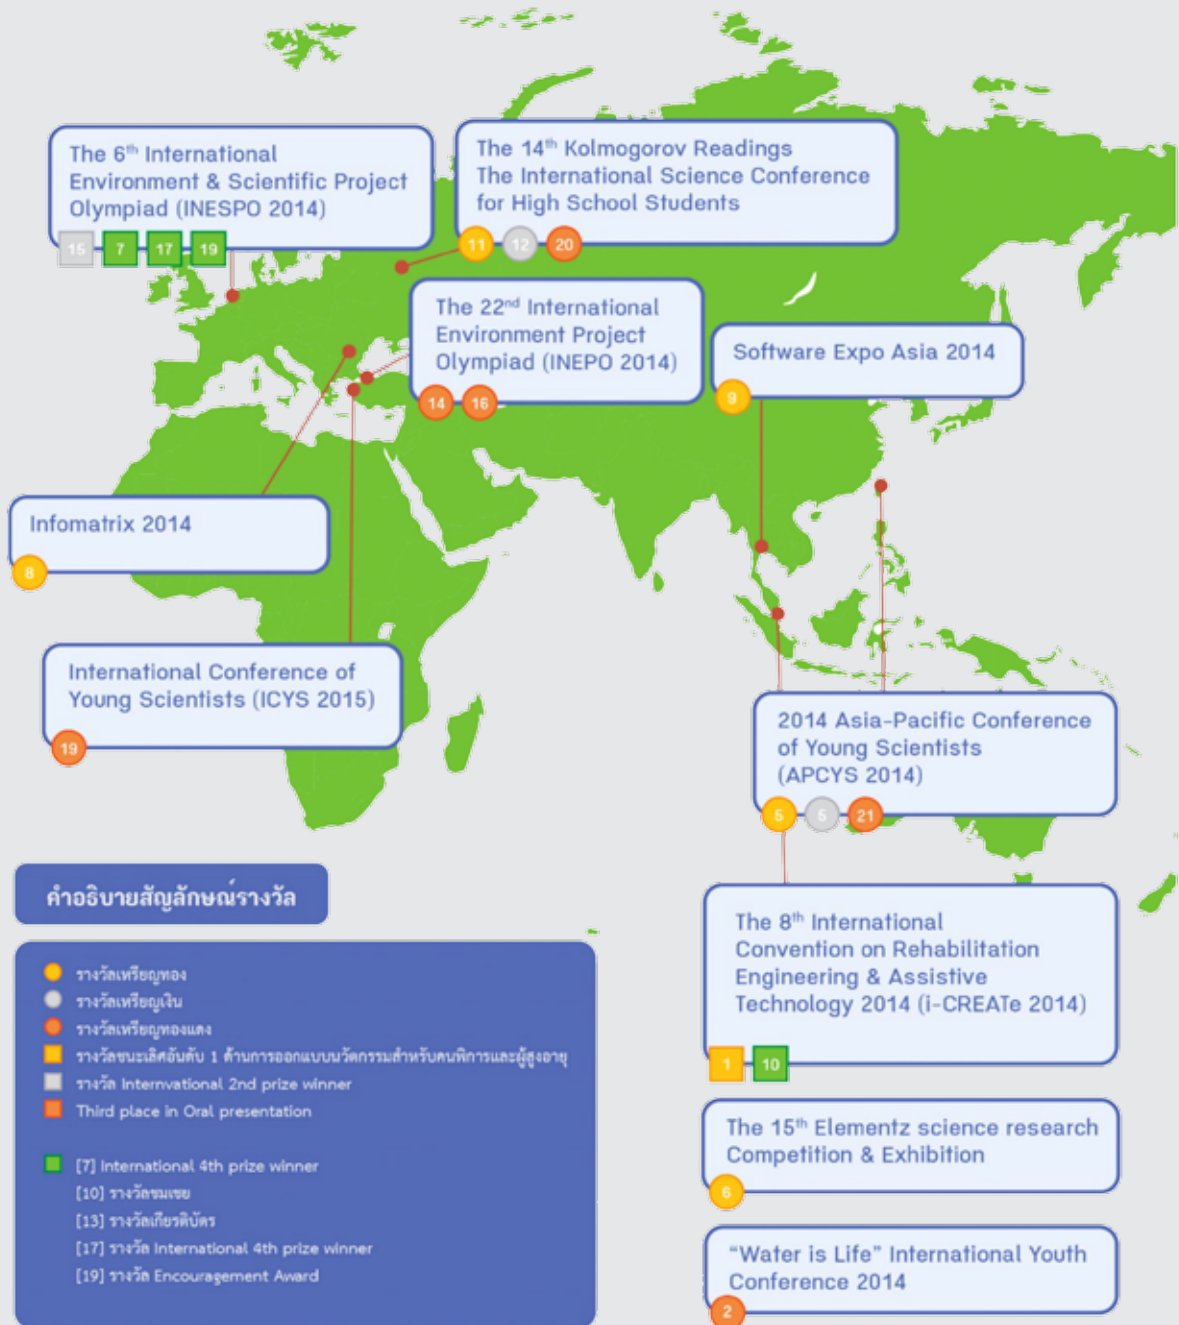 The 6th International
Environment & Scientific Project
Olympiad (INESPO 2014)
15 7 17 19
The 14th Kolmogorov Readings
The International Science Conference
for High School Students
11 12 20
The 22nd International
Environment Project
Olympiad (INEPO 2014)
14 16
Software Expo Asia 2014
9
Infomatrix 2014
8
International Conference of
Young Scientists (ICYS 2015)
19
2014 Asia-Pacific Conference
of Young Scientists
(APCYS 2014)
5 5 21
The 8th International
Convention on Rehabilitation
Engineering & Assistive
Technology 2014 (i-CREATe 2014)
1 10
The 15th Elementz science research
Competition & Exhibition
6
“Water is Life” International Youth
Conference 2014
2
คำอธิบายสัญลักษณ์รางวัล
รางวัลเหรียญทอง
รางวัลเหรียญเงิน
รางวัลเหรียญทองแดง
รางวัลชนะเลิศอันดับ 1 ด้านการออกแบบนวัตกรรมสำหรับคนพิการและผู้สูงอายุ
รางวัล Internvational 2nd prize winner
Third place in Oral presentation
[7] International 4th prize winner
[10] รางวัลชมเชย
[13] รางวัลเกียรติบัตร
[17] รางวัล International 4th prize winner
[19] รางวัล Encouragement Award